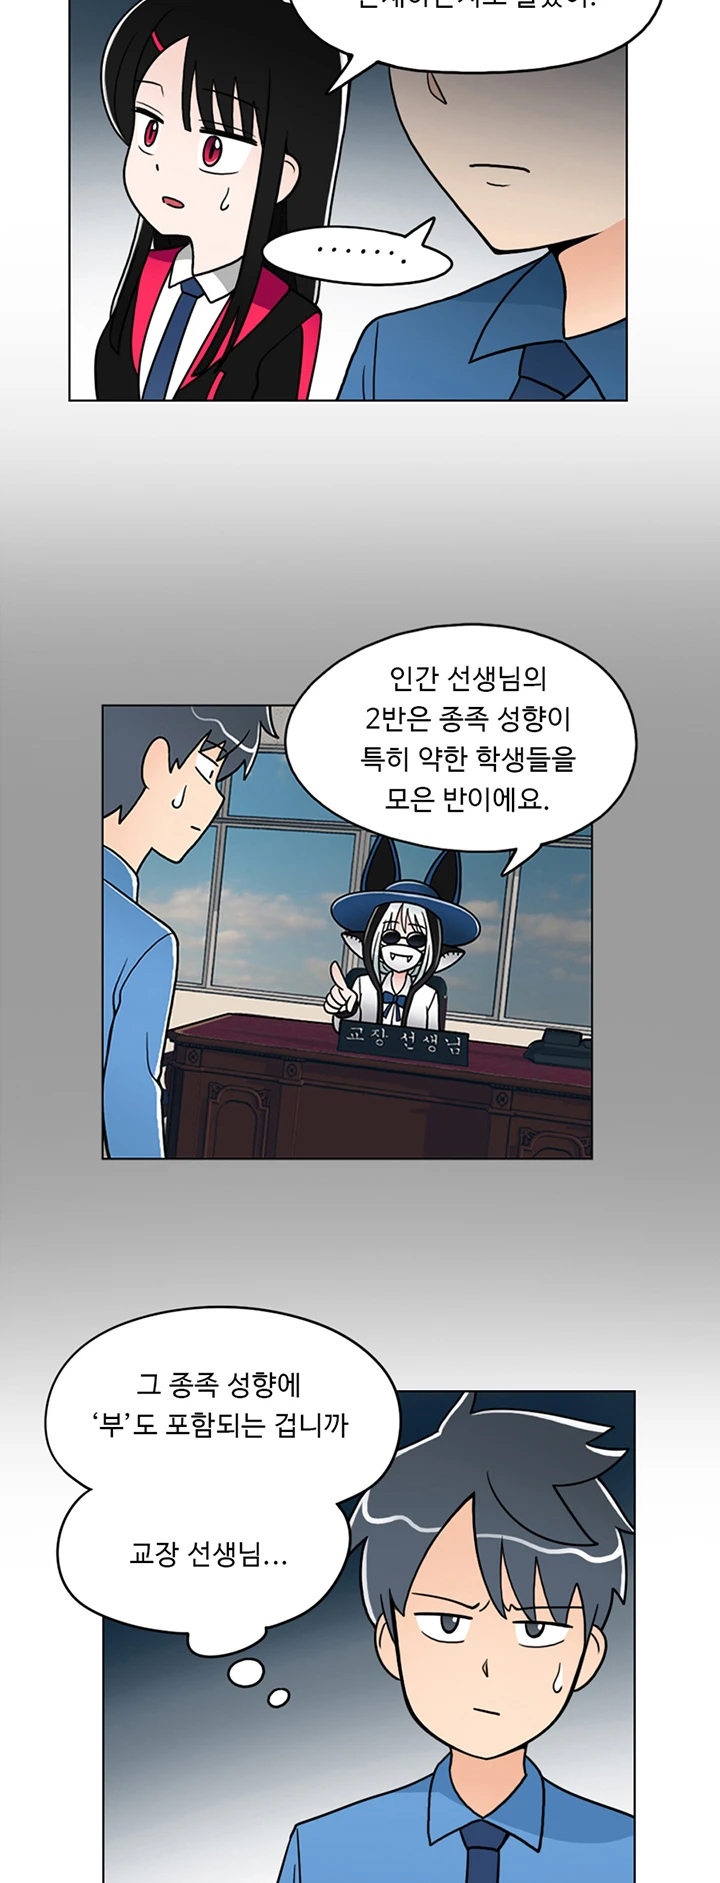 .......
인간 선생님의
2반은 종족 성향이
특히 약한 학생들을
모은 반이에요.
교장 선생님
그 종족 성향에
‘부’도 포함되는 겁니까
교장 선생님...